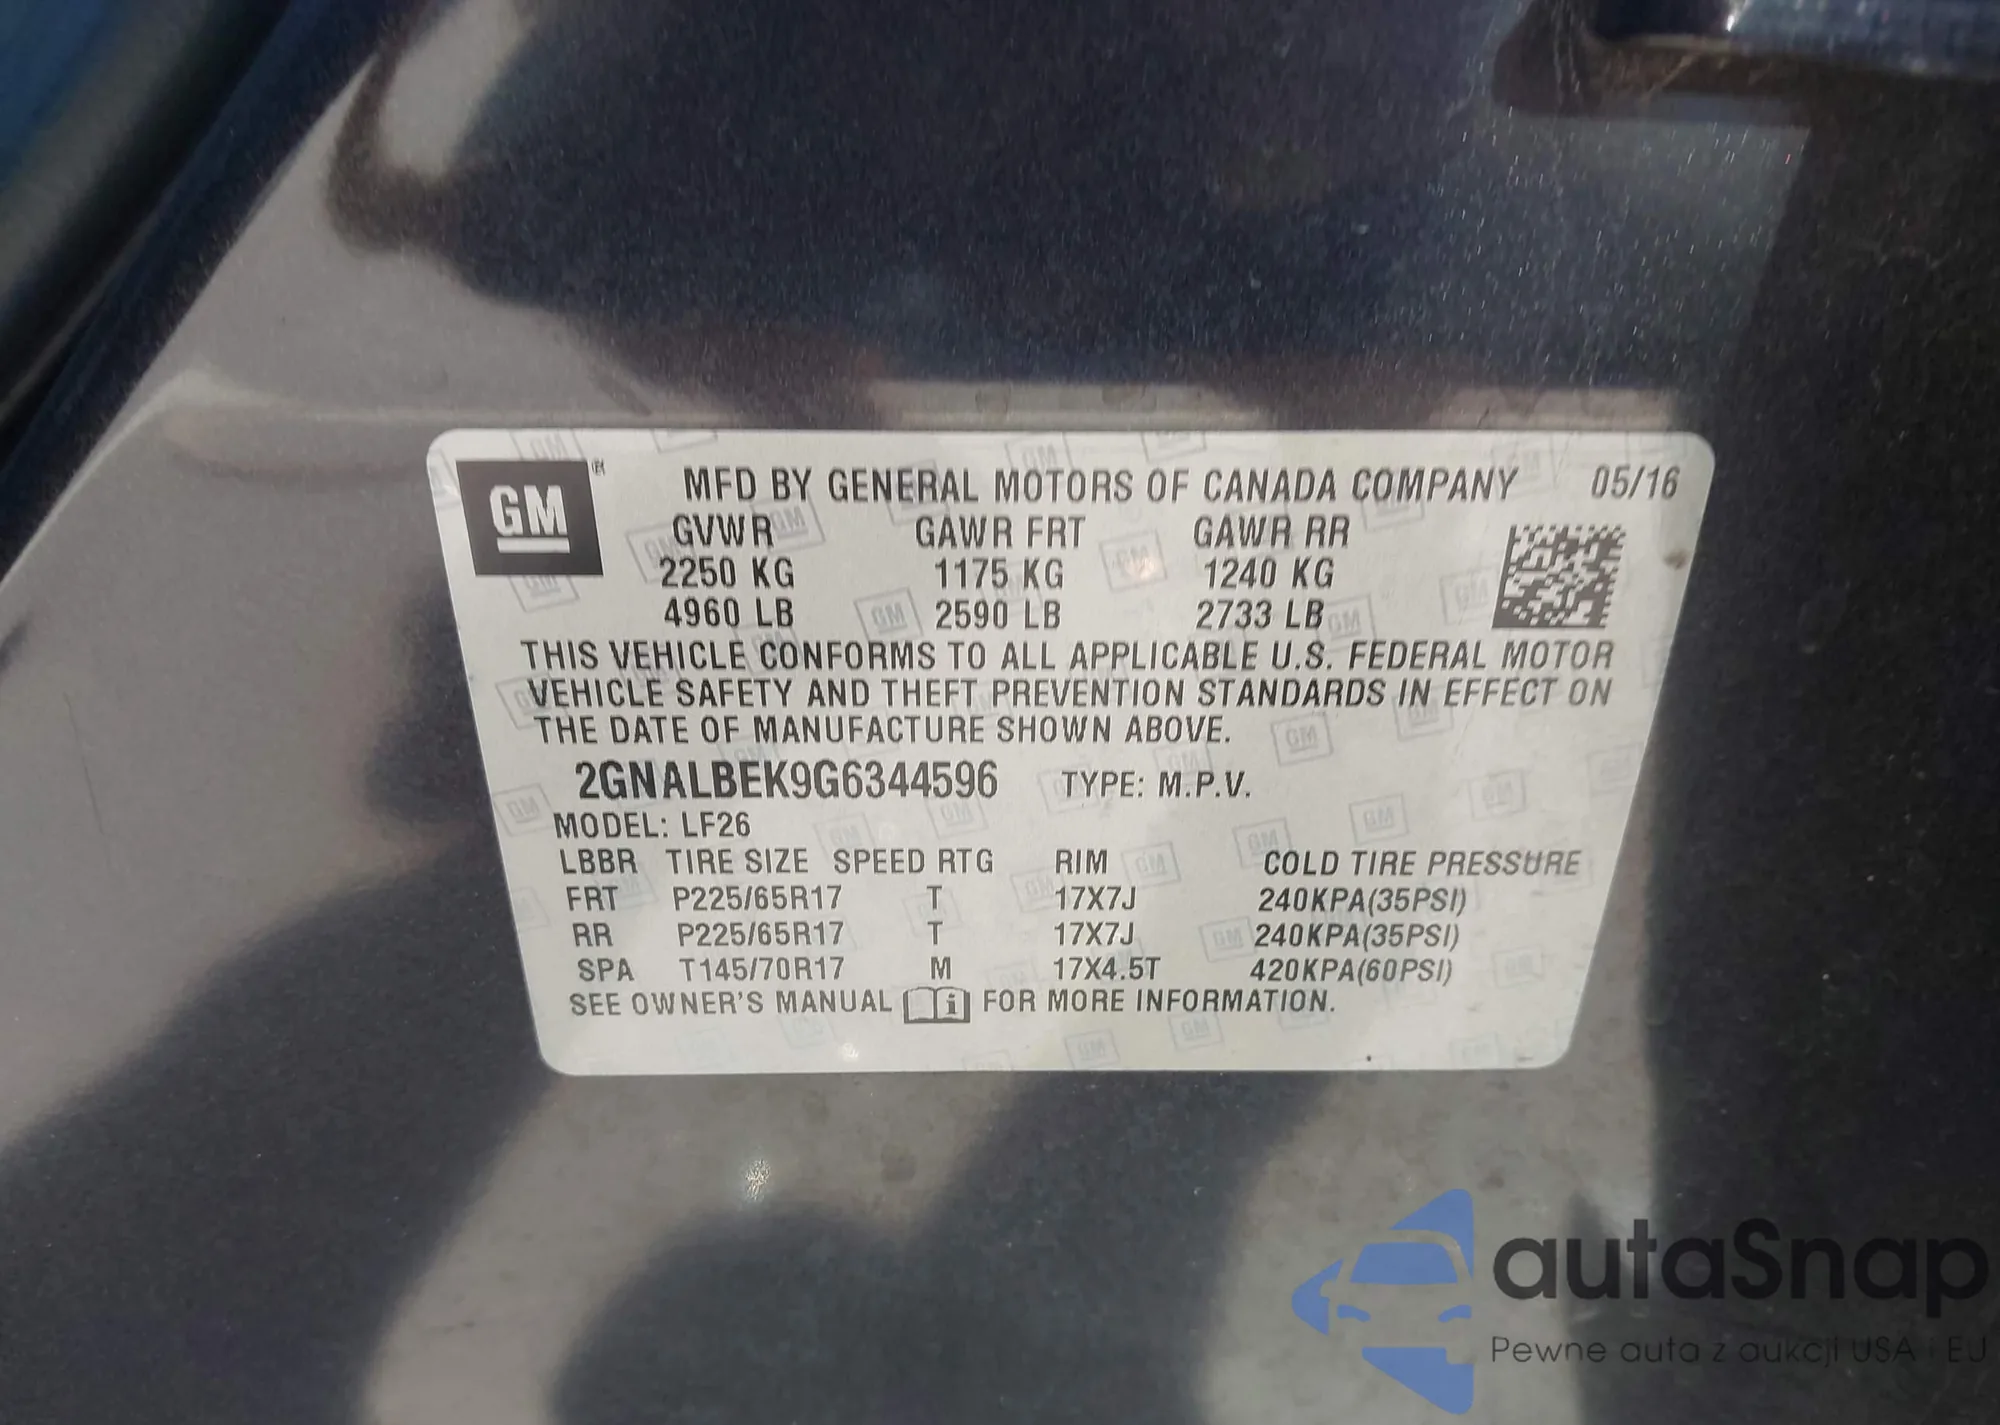 GM ® MFD BY GENERAL MOTORS OF CANADA COMPANY 05/16
GVWR GAWR FRT GAWR RR
2250 KG 1175 KG 1240 KG
4960 LB 2590 LB 2733 LB
THIS VEHICLE CONFORMS TO ALL APPLICABLE U.S. FEDERAL MOTOR
VEHICLE SAFETY AND THEFT PREVENTION STANDARDS IN EFFECT ON
THE DATE OF MANUFACTURE SHOWN ABOVE.
2GNALBEK9G6344596 TYPE: M.P.V.
MODEL: LF26
LBBR TIRE SIZE SPEED RTG RIM COLD TIRE PRESSURE
FRT P225/65R17 T 17X7J 240KPA(35PSI)
RR P225/65R17 T 17X7J 240KPA(35PSI)
SPA T145/70R17 M 17X4.5T 420KPA(60PSI)
SEE OWNER'S MANUAL i FOR MORE INFORMATION.
autaSnap
Pewne auta z aukcji USA i EU